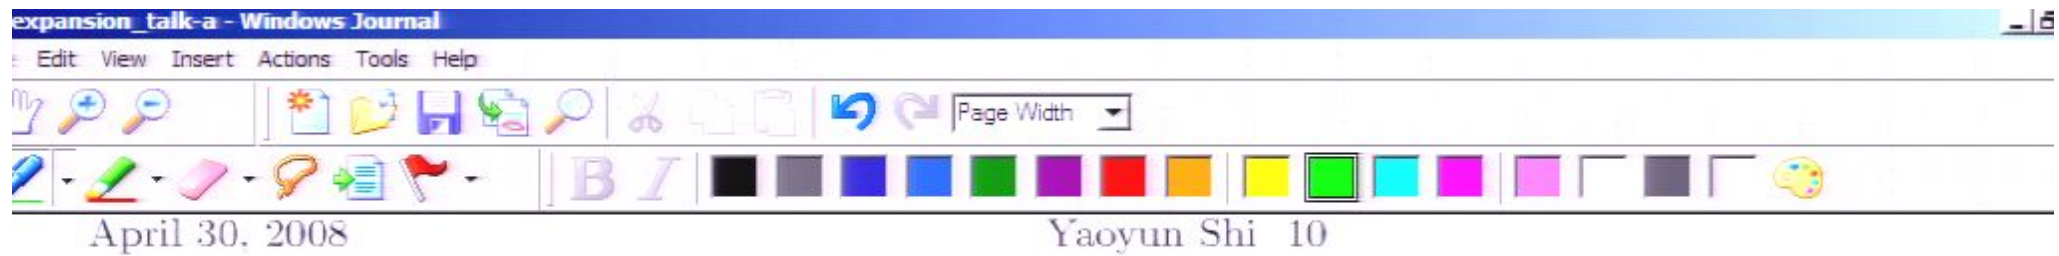 expansion_talk-a - Windows Journal
Edit View Insert Actions Tools Help
Page Width
B I
April 30, 2008 Yaoyun Shi 10